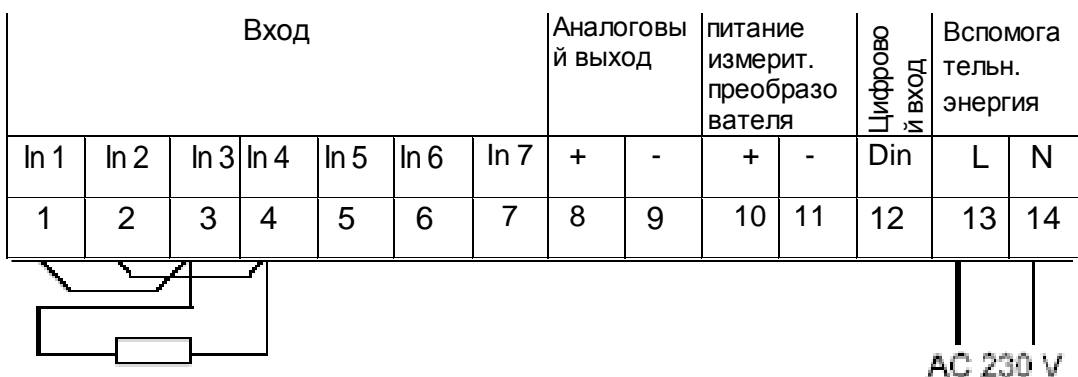 Вход
Аналоговы
й выход
питание
измерит.
преобразо
вателя
Цифрово
й вход
Вспомога
тельн.
энергия
In 1 In 2 In 3 In 4 In 5 In 6 In 7 + - + - Din L N
1 2 3 4 5 6 7 8 9 10 11 12 13 14
AC 230 V